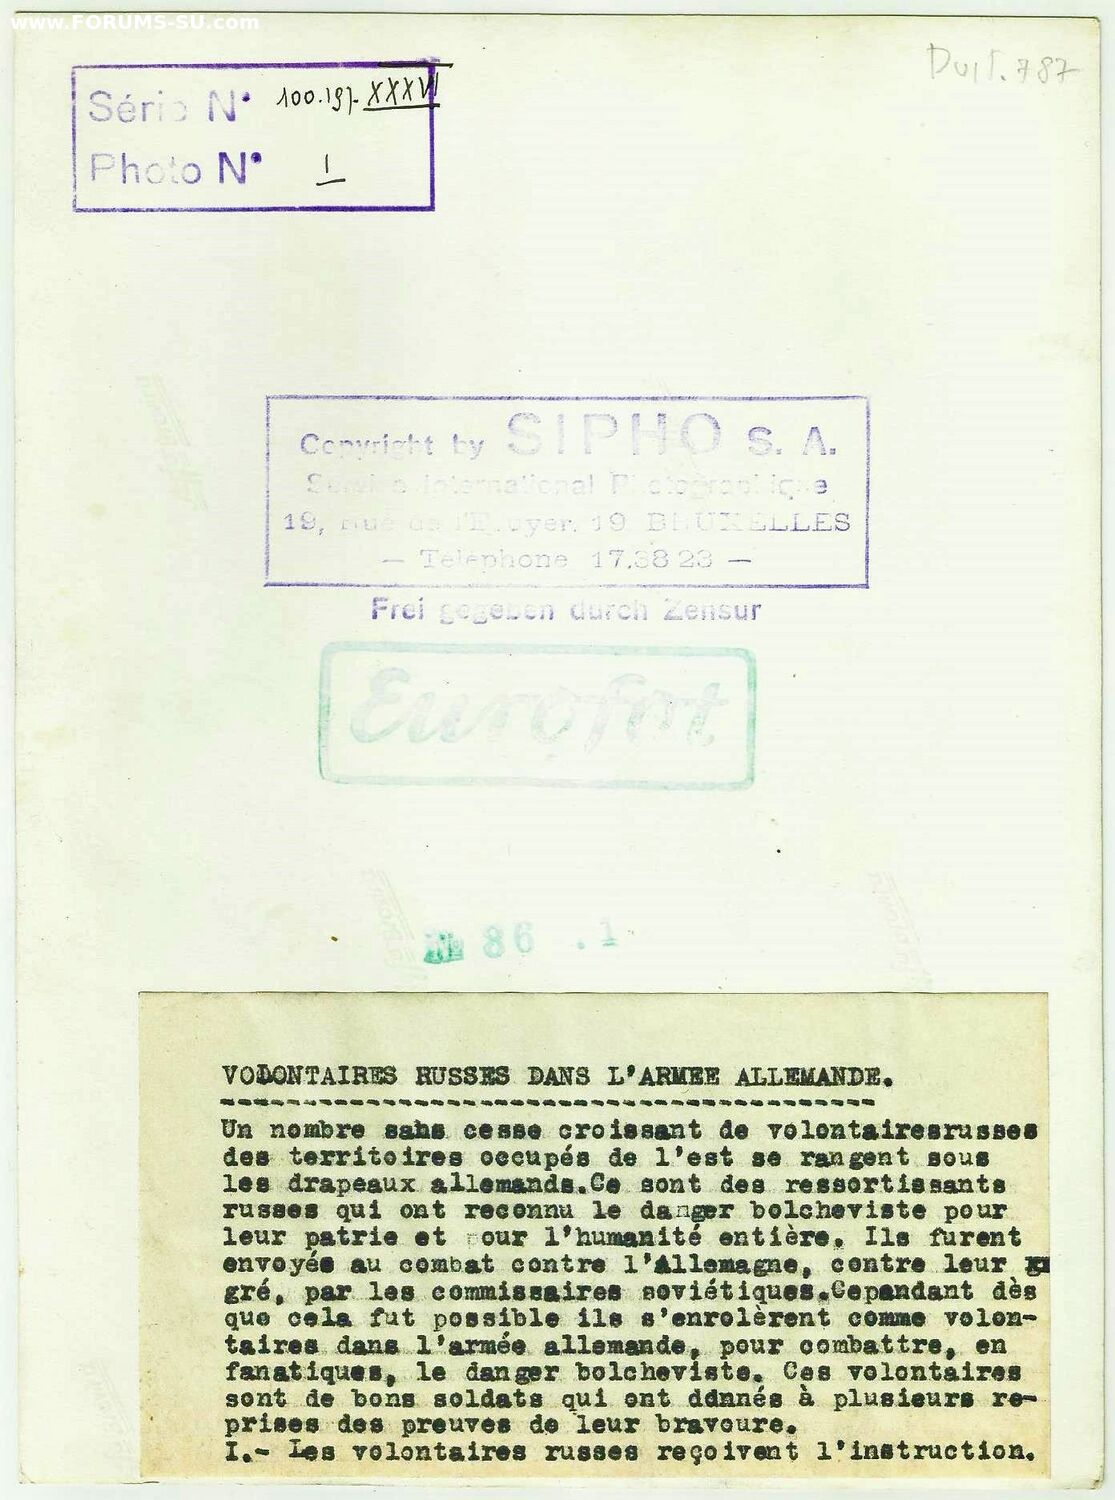 www.FORUMS-SU.com
Duit. 787
Série N° 100.197. XXXVI
Photo N° 1
Copyright by SIPHO S. A.
Service International Photographique
19, Rue de l'Ecuyer, 19 BRUXELLES
— Téléphone 17.38 23 —
Frei gegeben durch Zensur
Eurofot
86 . 1
VOLONTAIRES RUSSES DANS L'ARMEE ALLEMANDE.
Un nombre sans cesse croissant de volontairesrusses
des territoires occupés de l'est se rangent sous
les drapeaux allemands.Ce sont des ressortissants
russes qui ont reconnu le danger bolcheviste pour
leur patrie et pour l'humanité entière. Ils furent
envoyés au combat contre l'Allemagne, contre leur
gré, par les commissaires soviétiques.Cependant dès
que cela fut possible ils s'enrolèrent comme volon-
taires dans l'armée allemande, pour combattre, en
fanatiques, le danger bolcheviste. Ces volontaires
sont de bons soldats qui ont ddnnés à plusieurs re-
prises des preuves de leur bravoure.
I.- Les volontaires russes reçoivent l'instruction.